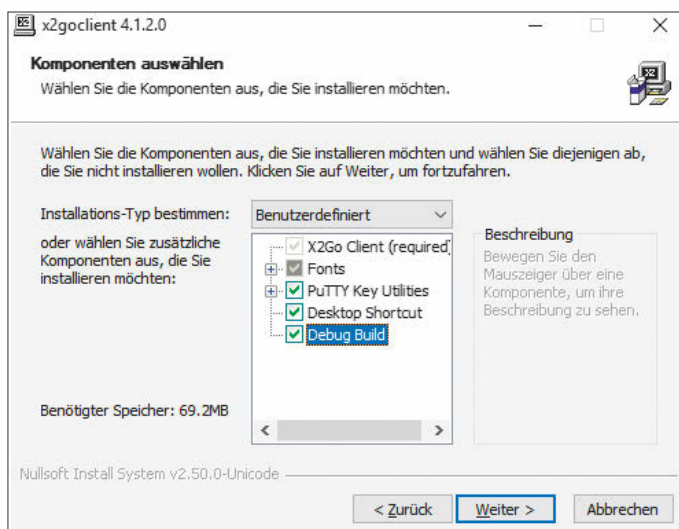 x2goclient 4.1.2.0
Komponenten auswählen
Wählen Sie die Komponenten aus, die Sie installieren möchten.
X2
Wählen Sie die Komponenten aus, die Sie installieren möchten und wählen Sie diejenigen ab,
die Sie nicht installieren wollen. Klicken Sie auf Weiter, um fortzufahren.
Installations-Typ bestimmen:
Benutzerdefiniert
oder wählen Sie zusätzliche
Komponenten aus, die Sie
installieren möchten:
X2Go Client (required)
Fonts
PuTTY Key Utilities
Desktop Shortcut
Debug Build
Beschreibung
Bewegen Sie den
Mauszeiger über eine
Komponente, um ihre
Beschreibung zu sehen.
Benötigter Speicher: 69.2MB
Nullsoft Install System v2.50.0-Unicode
< Zurück
Weiter >
Abbrechen